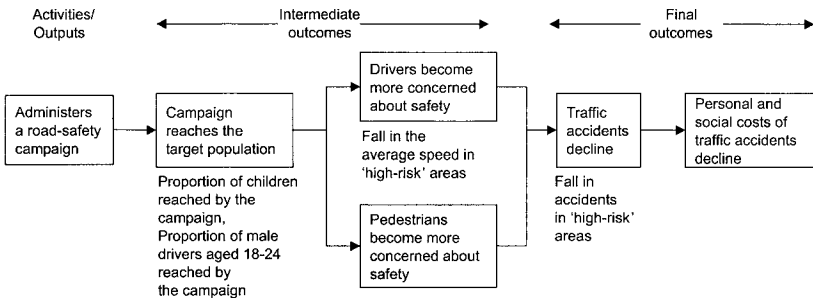 Activities/
Outputs
Intermediate
outcomes
Final
outcomes
Administers
a road-safety
campaign
Campaign
reaches the
target population
Proportion of children
reached by the
campaign,
Proportion of male
drivers aged 18-24
reached by
the campaign
Drivers become
more concerned
about safety
Fall in the
average speed in
'high-risk' areas
Pedestrians
become more
concerned about
safety
Traffic
accidents
decline
Fall in
accidents
in 'high-risk'
areas
Personal and
social costs of
traffic accidents
decline